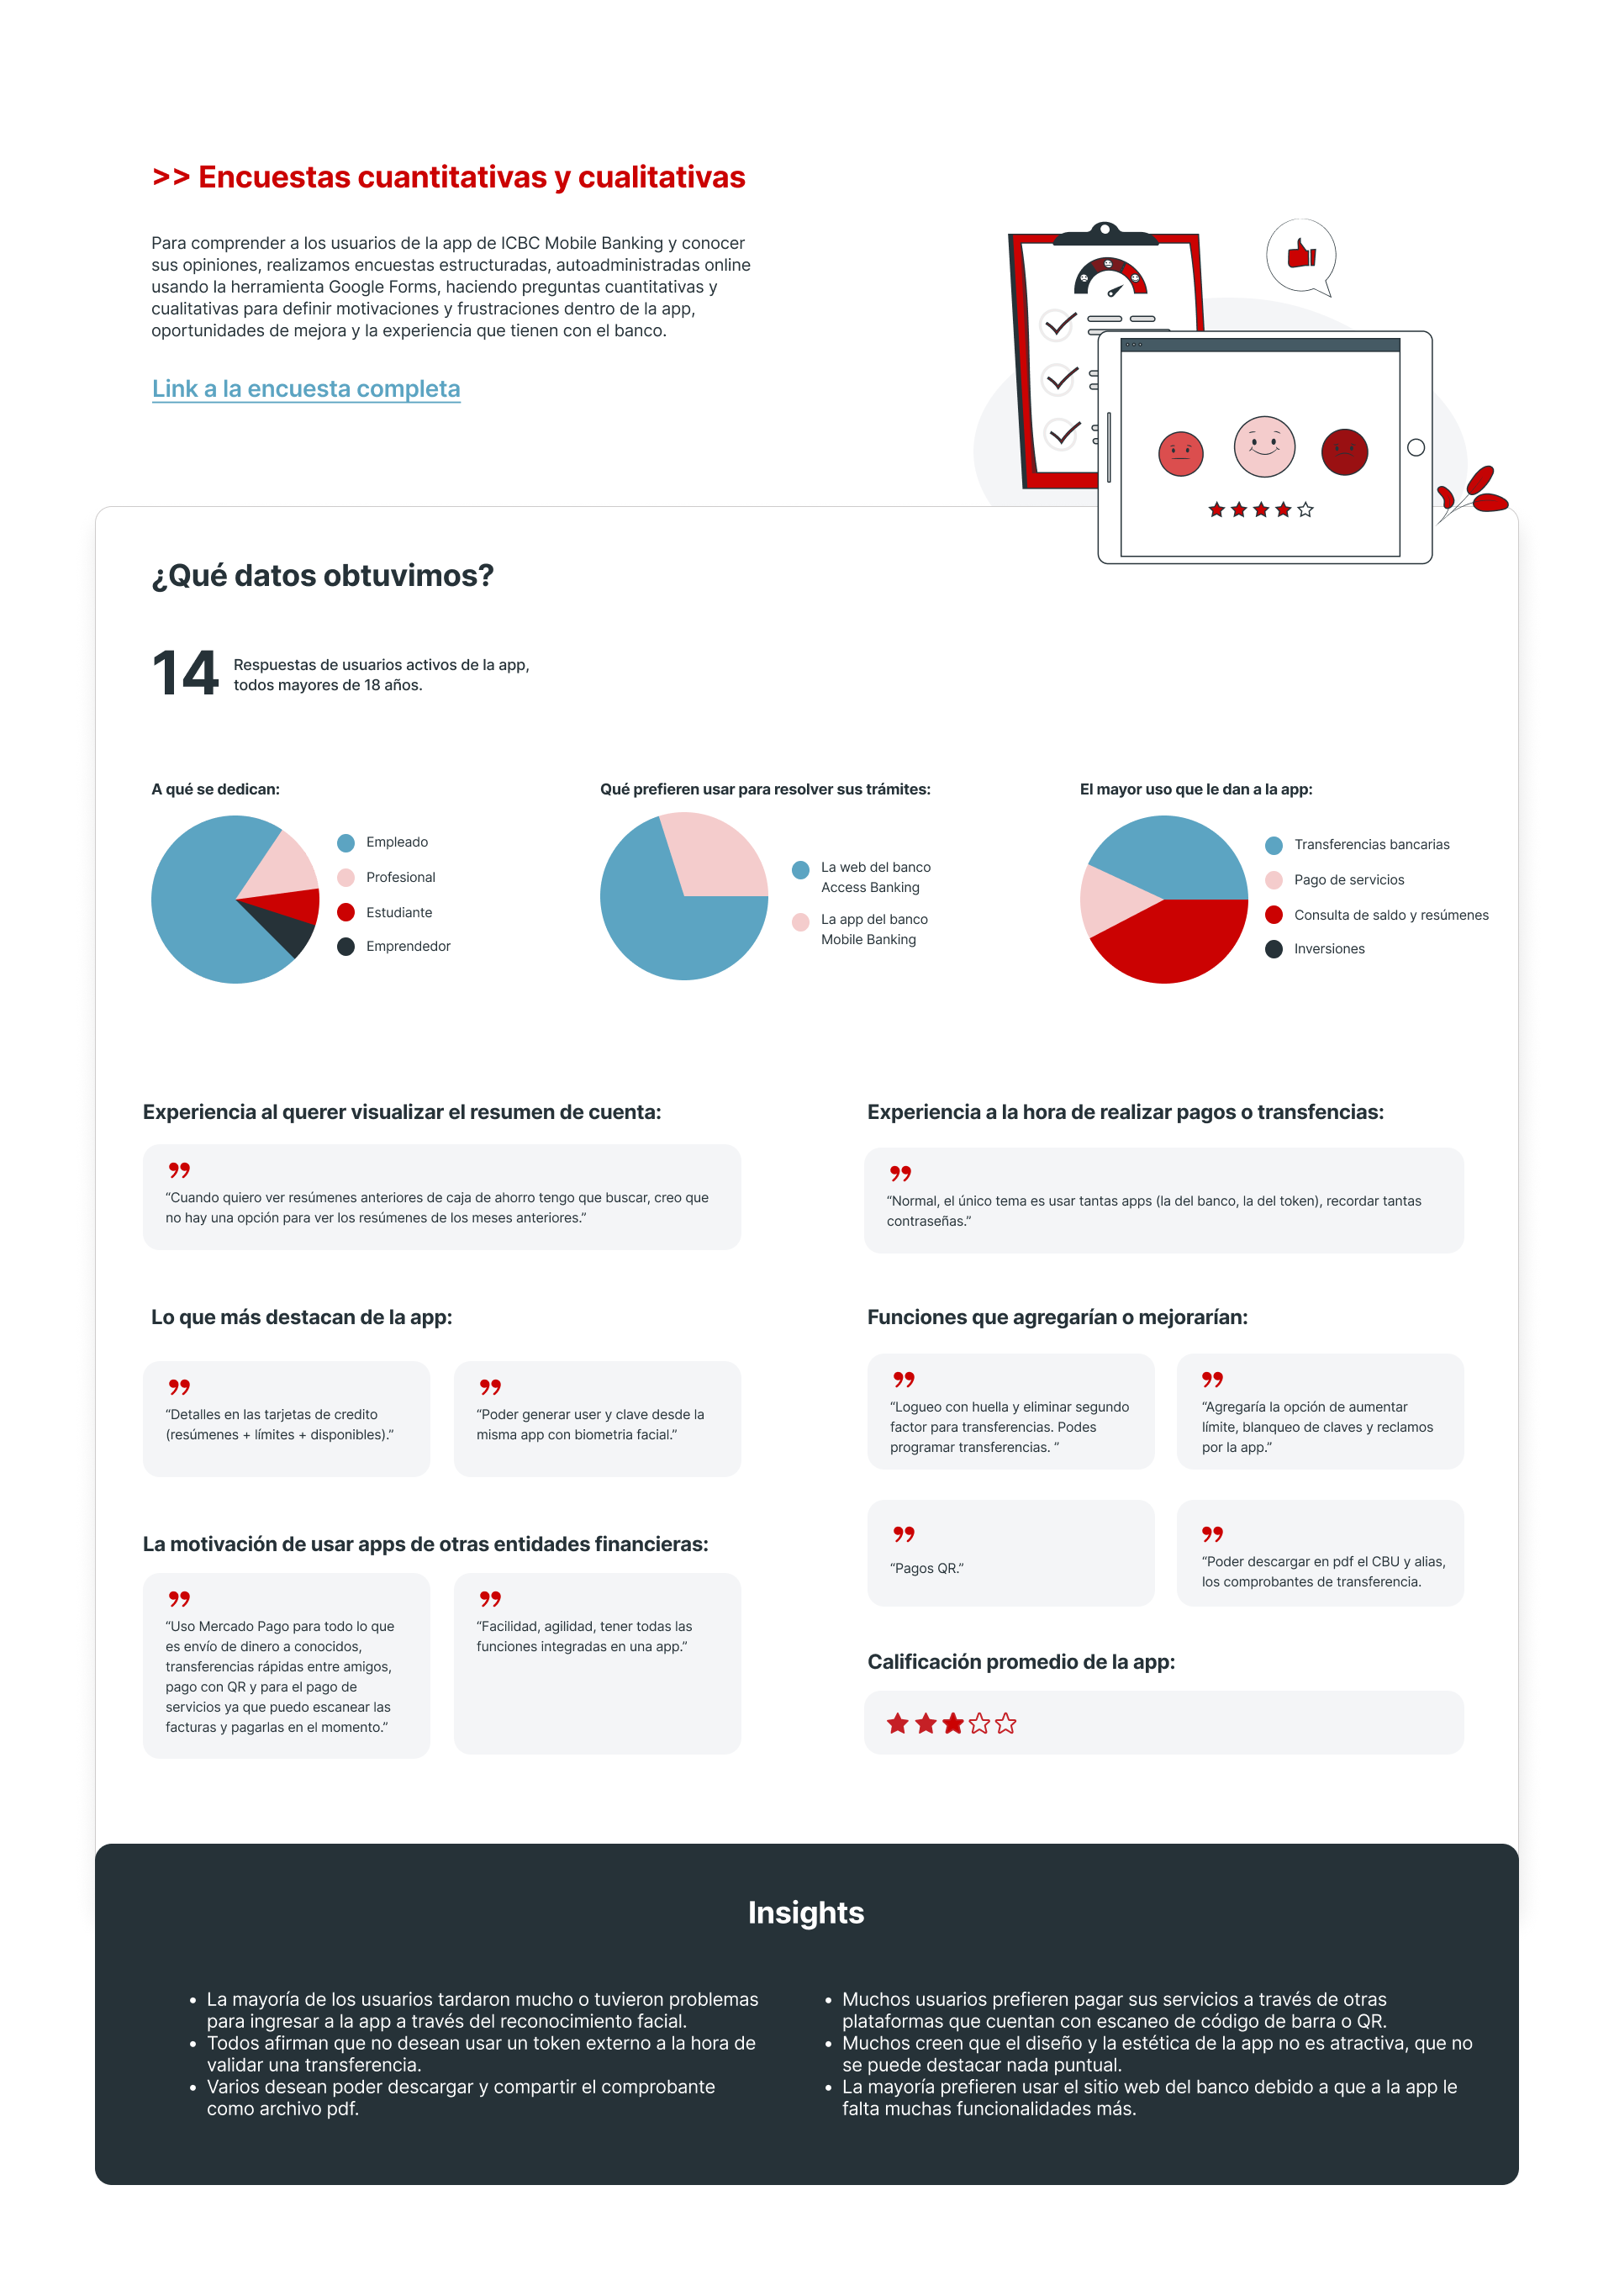 >> Encuestas cuantitativas y cualitativas
Para comprender a los usuarios de la app de ICBC Mobile Banking y conocer
sus opiniones, realizamos encuestas estructuradas, autoadministradas online
usando la herramienta Google Forms, haciendo preguntas cuantitativas y
cualitativas para definir motivaciones y frustraciones dentro de la app,
oportunidades de mejora y la experiencia que tienen con el banco.
Link a la encuesta completa
¿Qué datos obtuvimos?
14
Respuestas de usuarios activos de la app,
todos mayores de 18 años.
A qué se dedican:
Empleado
Profesional
Estudiante
Emprendedor
Qué prefieren usar para resolver sus trámites:
La web del banco
Access Banking
La app del banco
Mobile Banking
El mayor uso que le dan a la app:
Transferencias bancarias
Pago de servicios
Consulta de saldo y resúmenes
Inversiones
Experiencia al querer visualizar el resumen de cuenta:
“Cuando quiero ver resúmenes anteriores de caja de ahorro tengo que buscar, creo que
no hay una opción para ver los resúmenes de los meses anteriores.”
Experiencia a la hora de realizar pagos o transfencias:
“Normal, el único tema es usar tantas apps (la del banco, la del token), recordar tantas
contraseñas.”
Lo que más destacan de la app:
“Detalles en las tarjetas de credito
(resúmenes + límites + disponibles).”
“Poder generar user y clave desde la
misma app con biometria facial.”
Funciones que agregarían o mejorarían:
“Logueo con huella y eliminar segundo
factor para transferencias. Podes
programar transferencias. ”
“Agregaría la opción de aumentar
límite, blanqueo de claves y reclamos
por la app.”
“Pagos QR.”
“Poder descargar en pdf el CBU y alias,
los comprobantes de transferencia.
La motivación de usar apps de otras entidades financieras:
“Uso Mercado Pago para todo lo que
es envío de dinero a conocidos,
transferencias rápidas entre amigos,
pago con QR y para el pago de
servicios ya que puedo escanear las
facturas y pagarlas en el momento.”
“Facilidad, agilidad, tener todas las
funciones integradas en una app.”
Calificación promedio de la app:
Insights
• La mayoría de los usuarios tardaron mucho o tuvieron problemas
para ingresar a la app a través del reconocimiento facial.
• Todos afirman que no desean usar un token externo a la hora de
validar una transferencia.
• Varios desean poder descargar y compartir el comprobante
como archivo pdf.
• Muchos usuarios prefieren pagar sus servicios a través de otras
plataformas que cuentan con escaneo de código de barra o QR.
• Muchos creen que el diseño y la estética de la app no es atractiva, que no
se puede destacar nada puntual.
• La mayoría prefieren usar el sitio web del banco debido a que a la app le
falta muchas funcionalidades más.